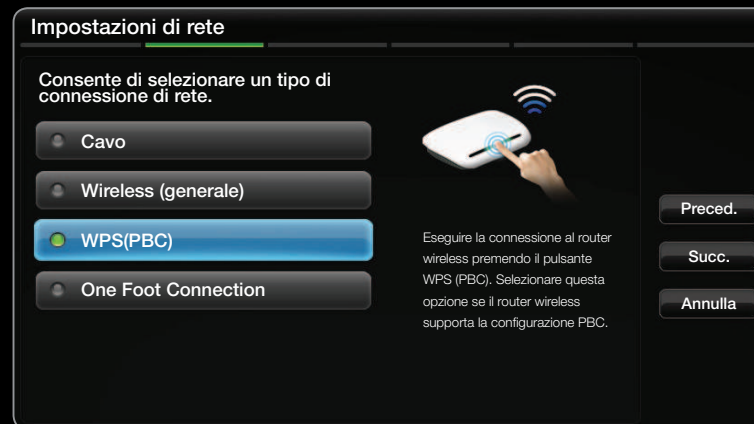 Impostazioni di rete
Consente di selezionare un tipo di
connessione di rete.
Cavo
Wireless (generale)
WPS(PBC)
One Foot Connection
Eseguire la connessione al router
wireless premendo il pulsante
WPS (PBC). Selezionare questa
opzione se il router wireless
supporta la configurazione PBC.
Preced.
Succ.
Annulla